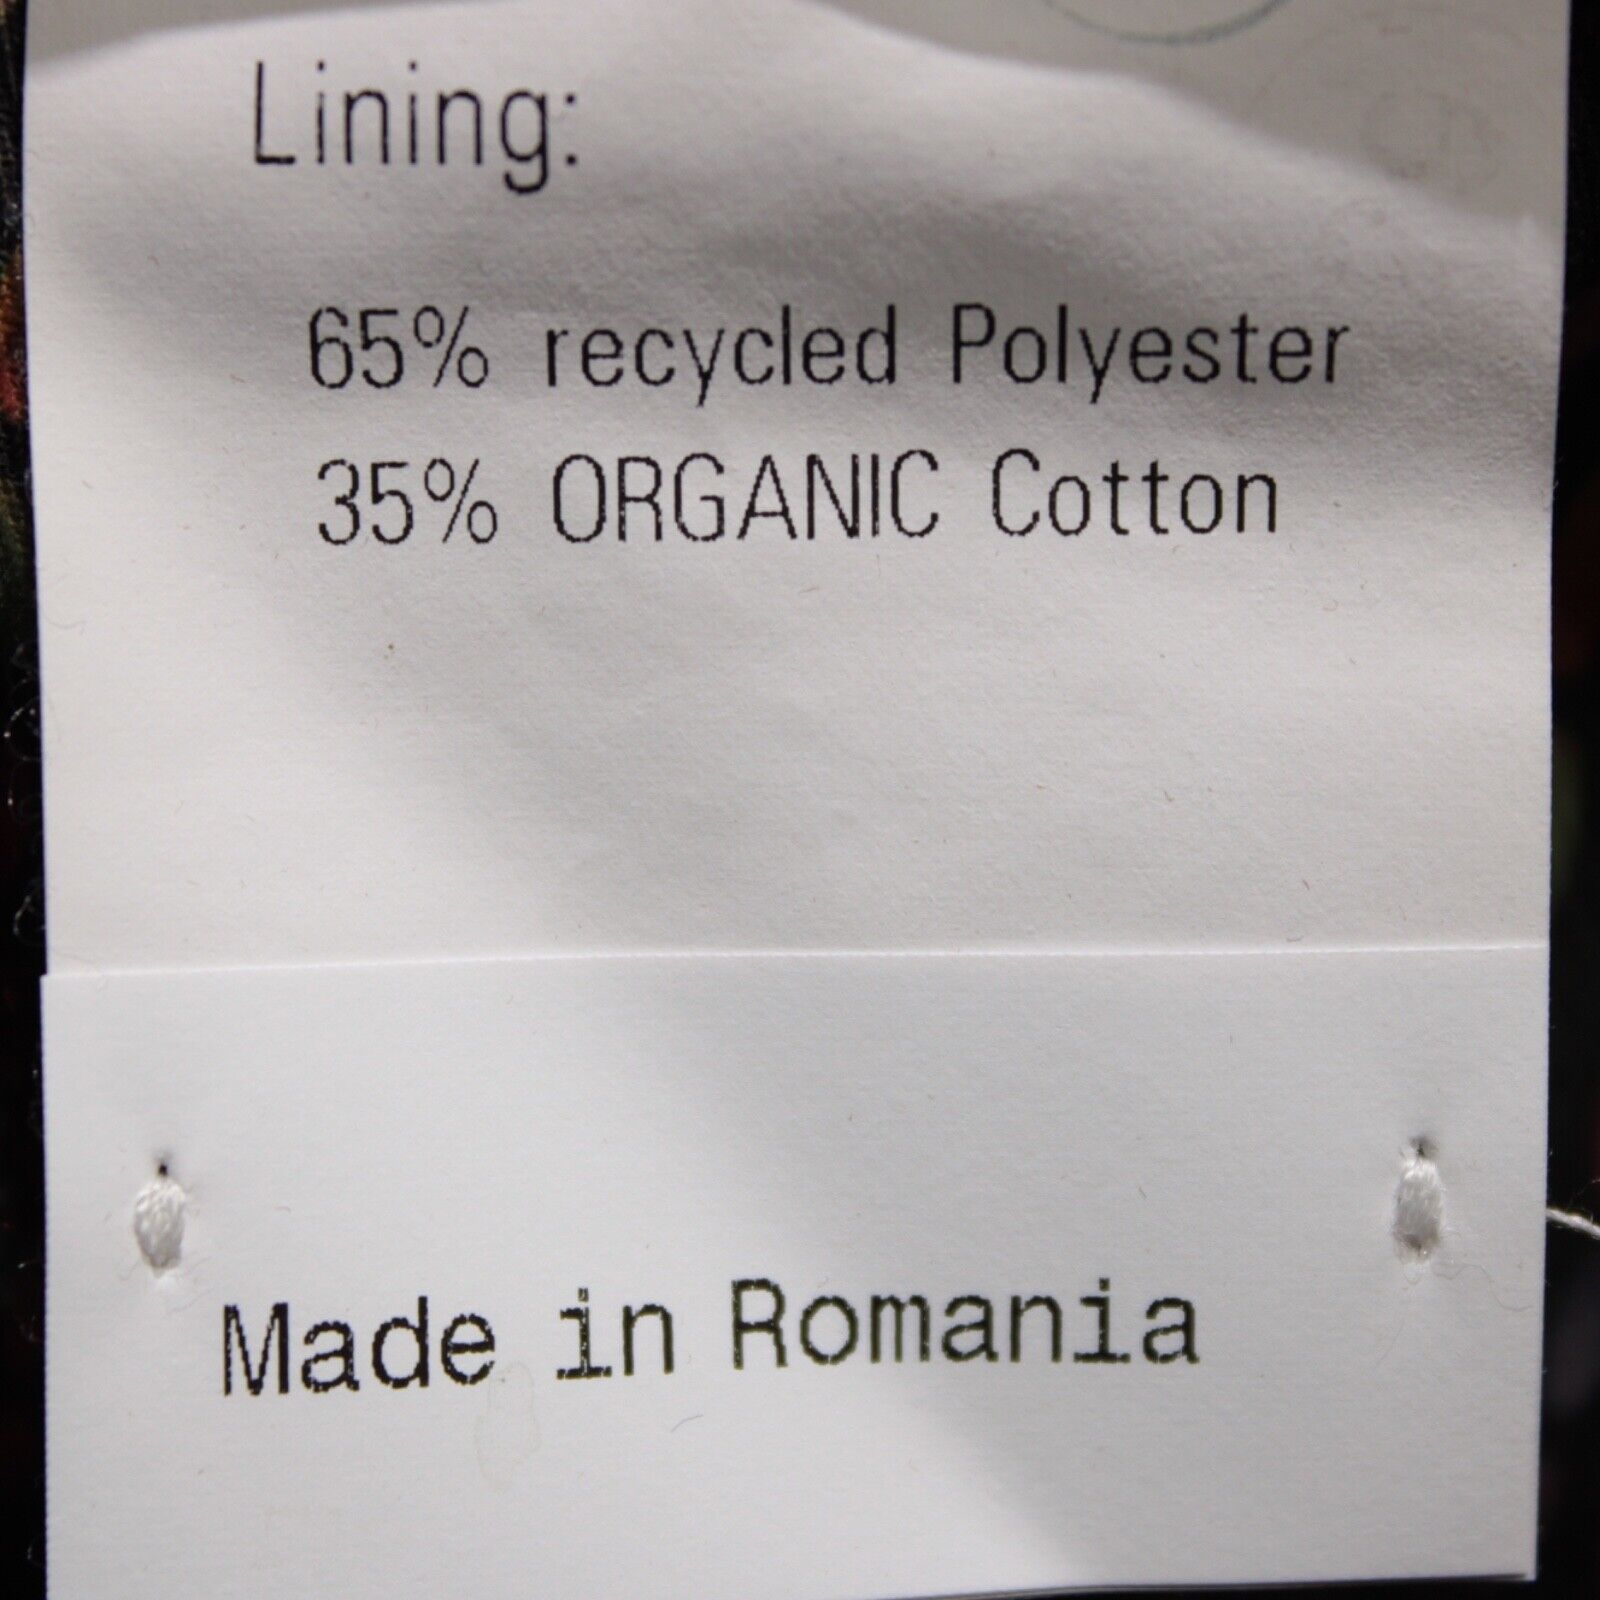 Lining:
65% recycled Polyester
35% ORGANIC Cotton
Made in Romania